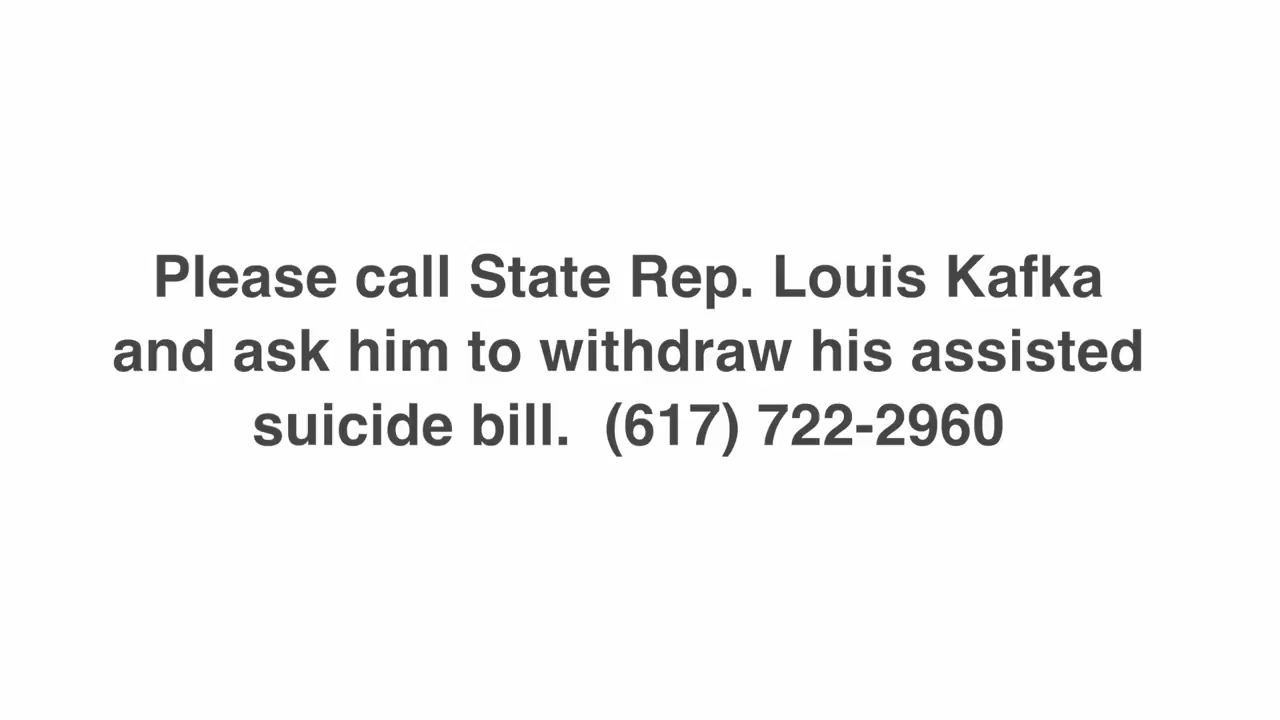 Please call State Rep. Louis Kafka
and ask him to withdraw his assisted
suicide bill.  (617) 722-2960